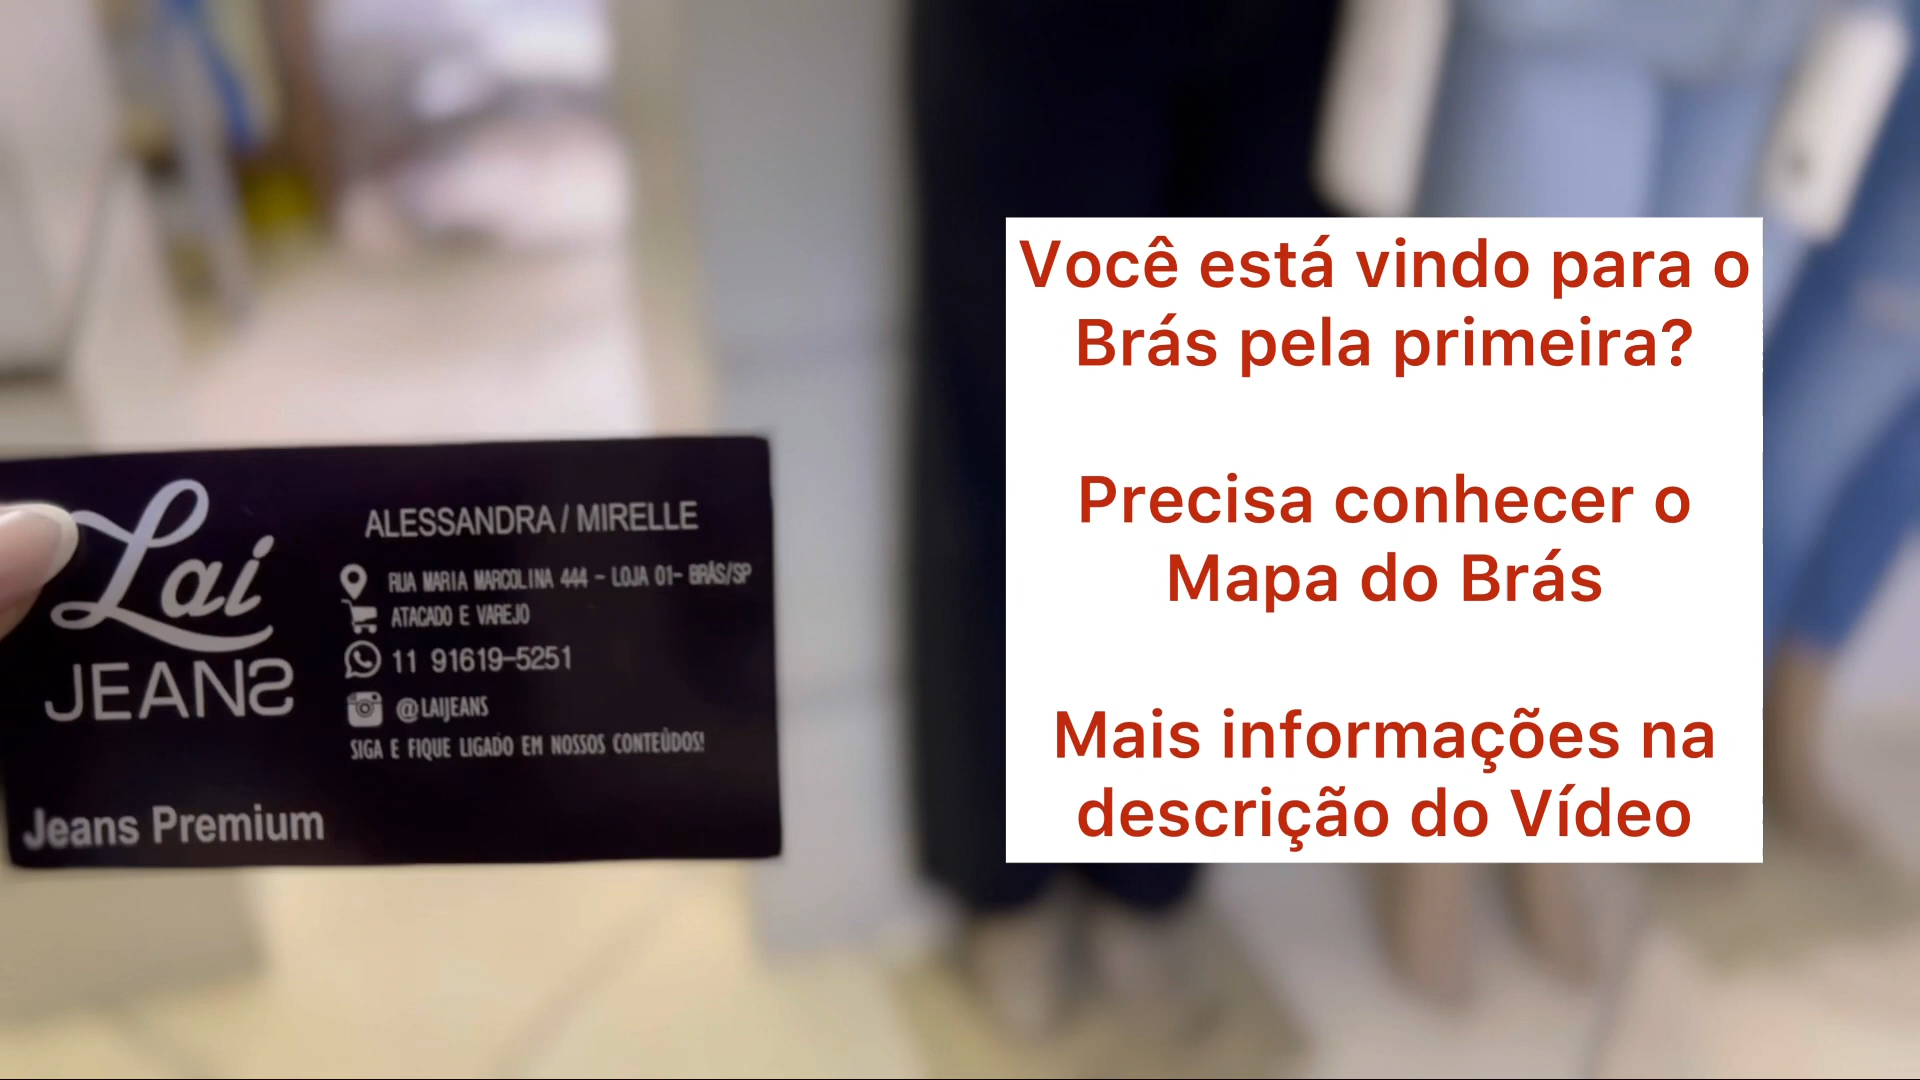 Lai
JEANS
Jeans Premium
ALESSANDRA / MIRELLE
RUA MARIA MARCOLINA 444 - LOJA 01- BRÁS/SP
ATACADO E VAREJO
11 91619-5251
@LAIJEANS
SIGA E FIQUE LIGADO EM NOSSOS CONTEÚDOS!
Você está vindo para o
Brás pela primeira?
Precisa conhecer o
Mapa do Brás
Mais informações na
descrição do Vídeo